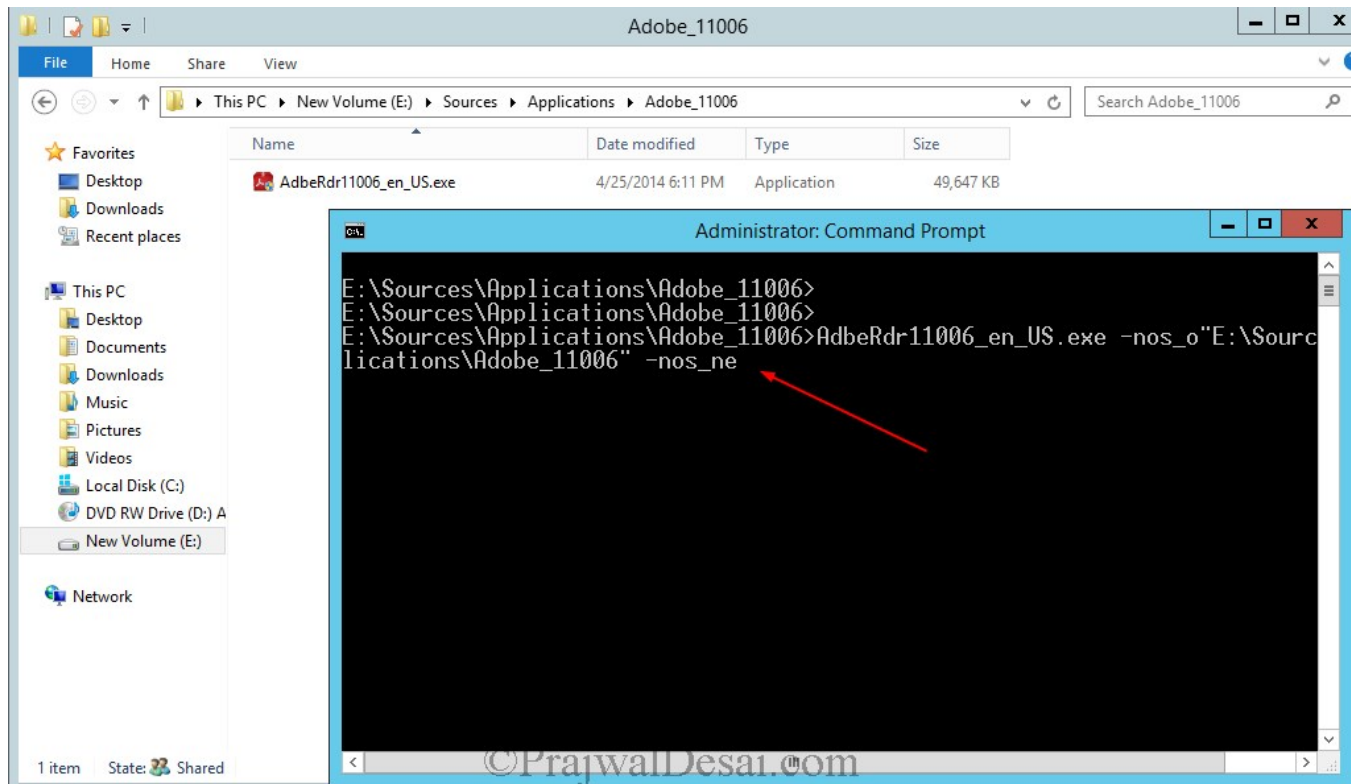 Adobe_11006
File Home Share View
This PC New Volume (E:) Sources Applications Adobe_11006
Search Adobe_11006
Name Date modified Type Size
AdbeRdr11006_en_US.exe 4/25/2014 6:11 PM Application 49,647 KB
Favorites
Desktop
Downloads
Recent places
This PC
Desktop
Documents
Downloads
Music
Pictures
Videos
Local Disk (C:)
DVD RW Drive (D:) A
New Volume (E:)
Network
1 item State: Shared
C:\.
Administrator: Command Prompt
E:\Sources\Applications\Adobe_11006>
E:\Sources\Applications\Adobe_11006>
E:\Sources\Applications\Adobe_11006>AdbeRdr11006_en_US.exe -nos_o"E:\Sourc
lications\Adobe_11006" -nos_ne
©PrajwalDesai.com